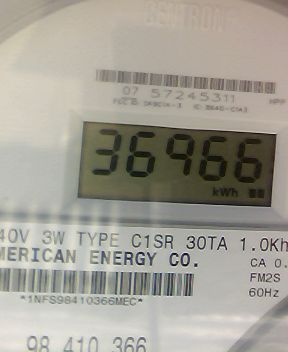 CENTRON
07 57245311
36966
kWh
40V 3W TYPE C1SR 30TA 1.0Kh
MERICAN ENERGY CO.
CA 0.
FM2S
60Hz
*1NFS98410366MEC*
98 410 366